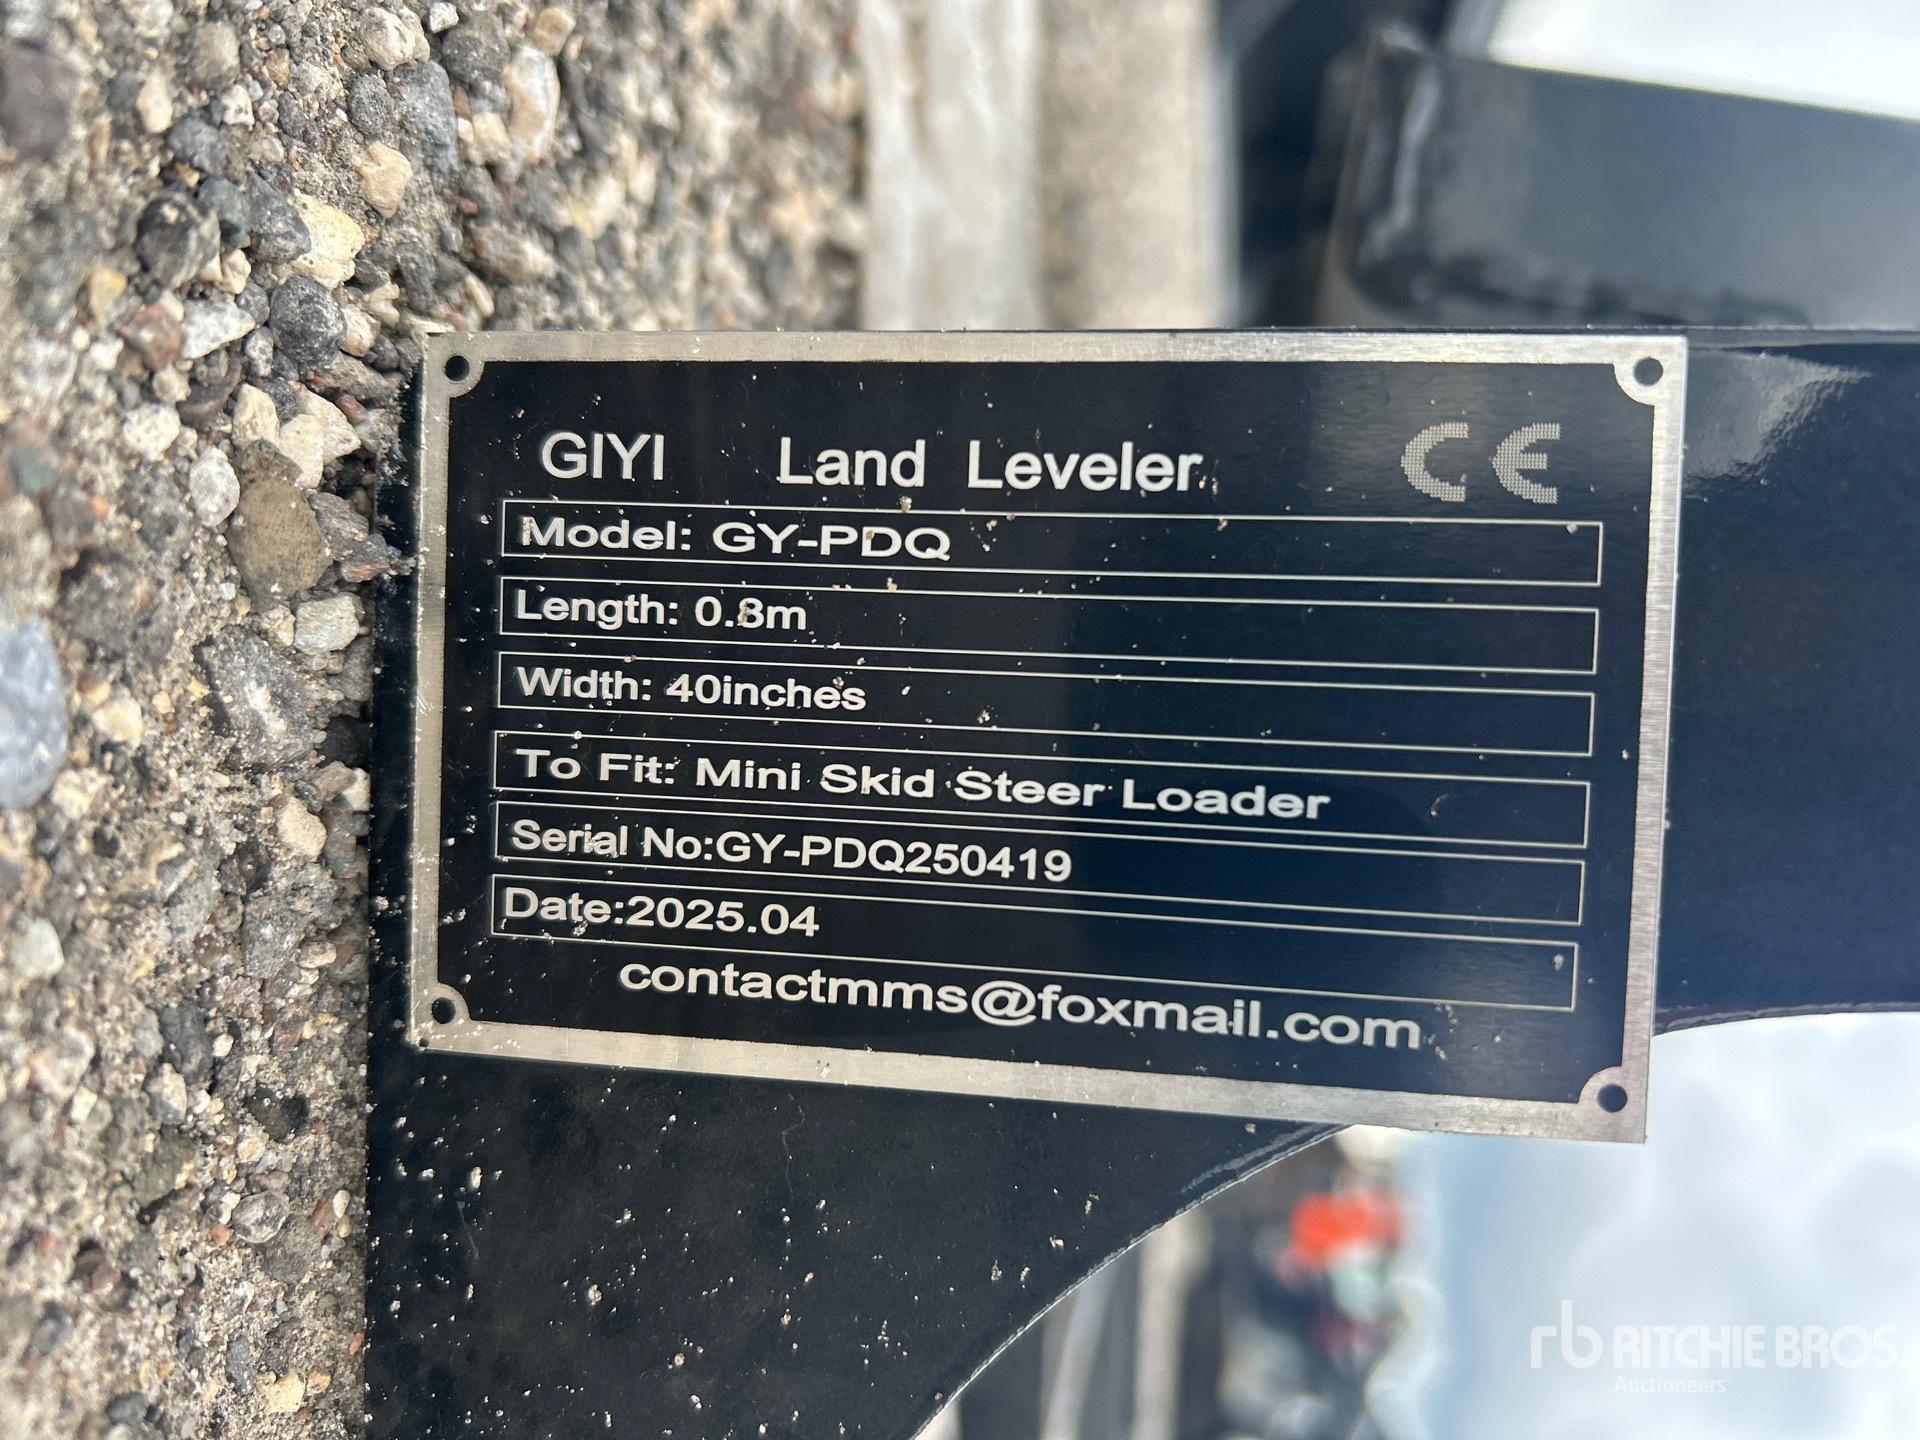 GIYI Land Leveler CE
Model: GY-PDQ
Length: 0.8m
Width: 40inches
To Fit: Mini Skid Steer Loader
Serial No:GY-PDQ250419
Date:2025.04
contactmms@foxmail.com
rb RITCHIE BROS.
Auctioneers